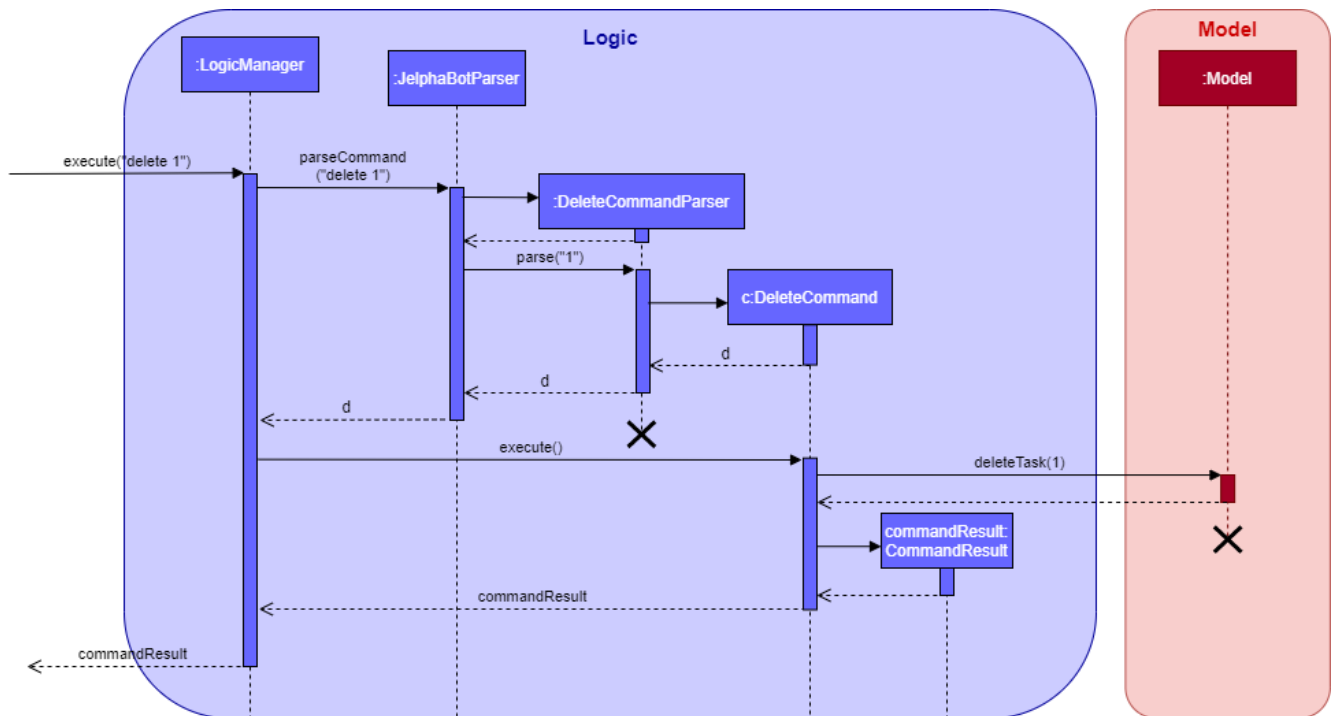 Logic
Model
:LogicManager
:JelphaBotParser
:Model
execute("delete 1")
parseCommand
("delete 1")
:DeleteCommandParser
parse("1")
c:DeleteCommand
d
d
d
execute()
deleteTask(1)
commandResult:
CommandResult
commandResult
commandResult